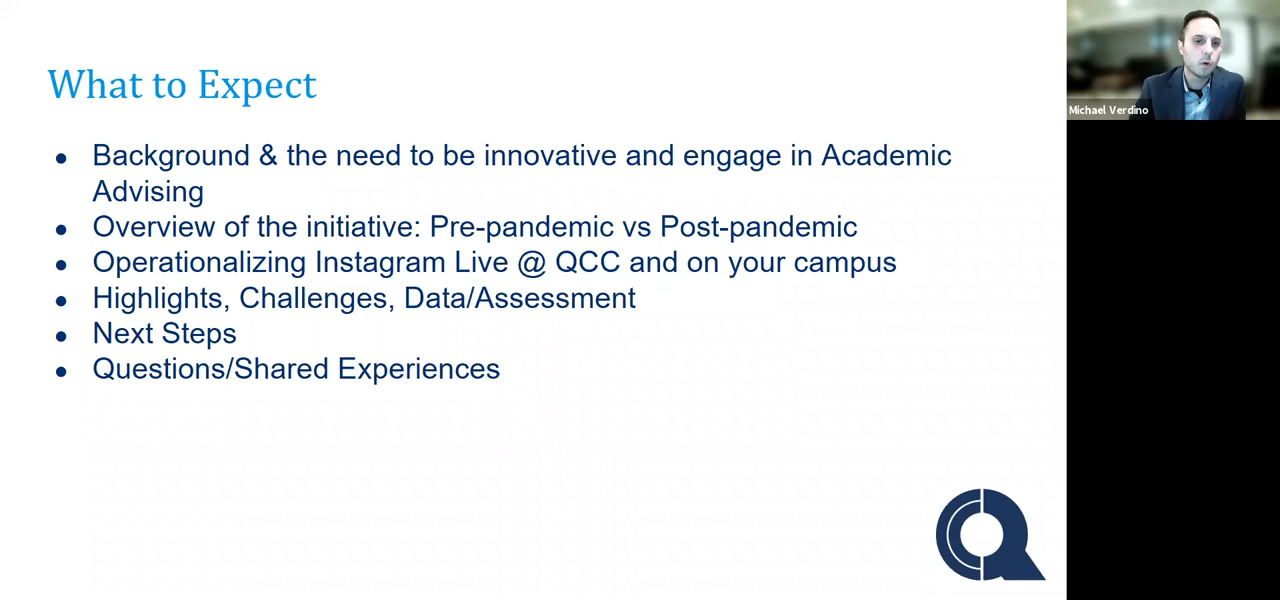 What to Expect
● Background & the need to be innovative and engage in Academic
Advising
● Overview of the initiative: Pre-pandemic vs Post-pandemic
● Operationalizing Instagram Live @ QCC and on your campus
● Highlights, Challenges, Data/Assessment
● Next Steps
● Questions/Shared Experiences
Michael Verdino